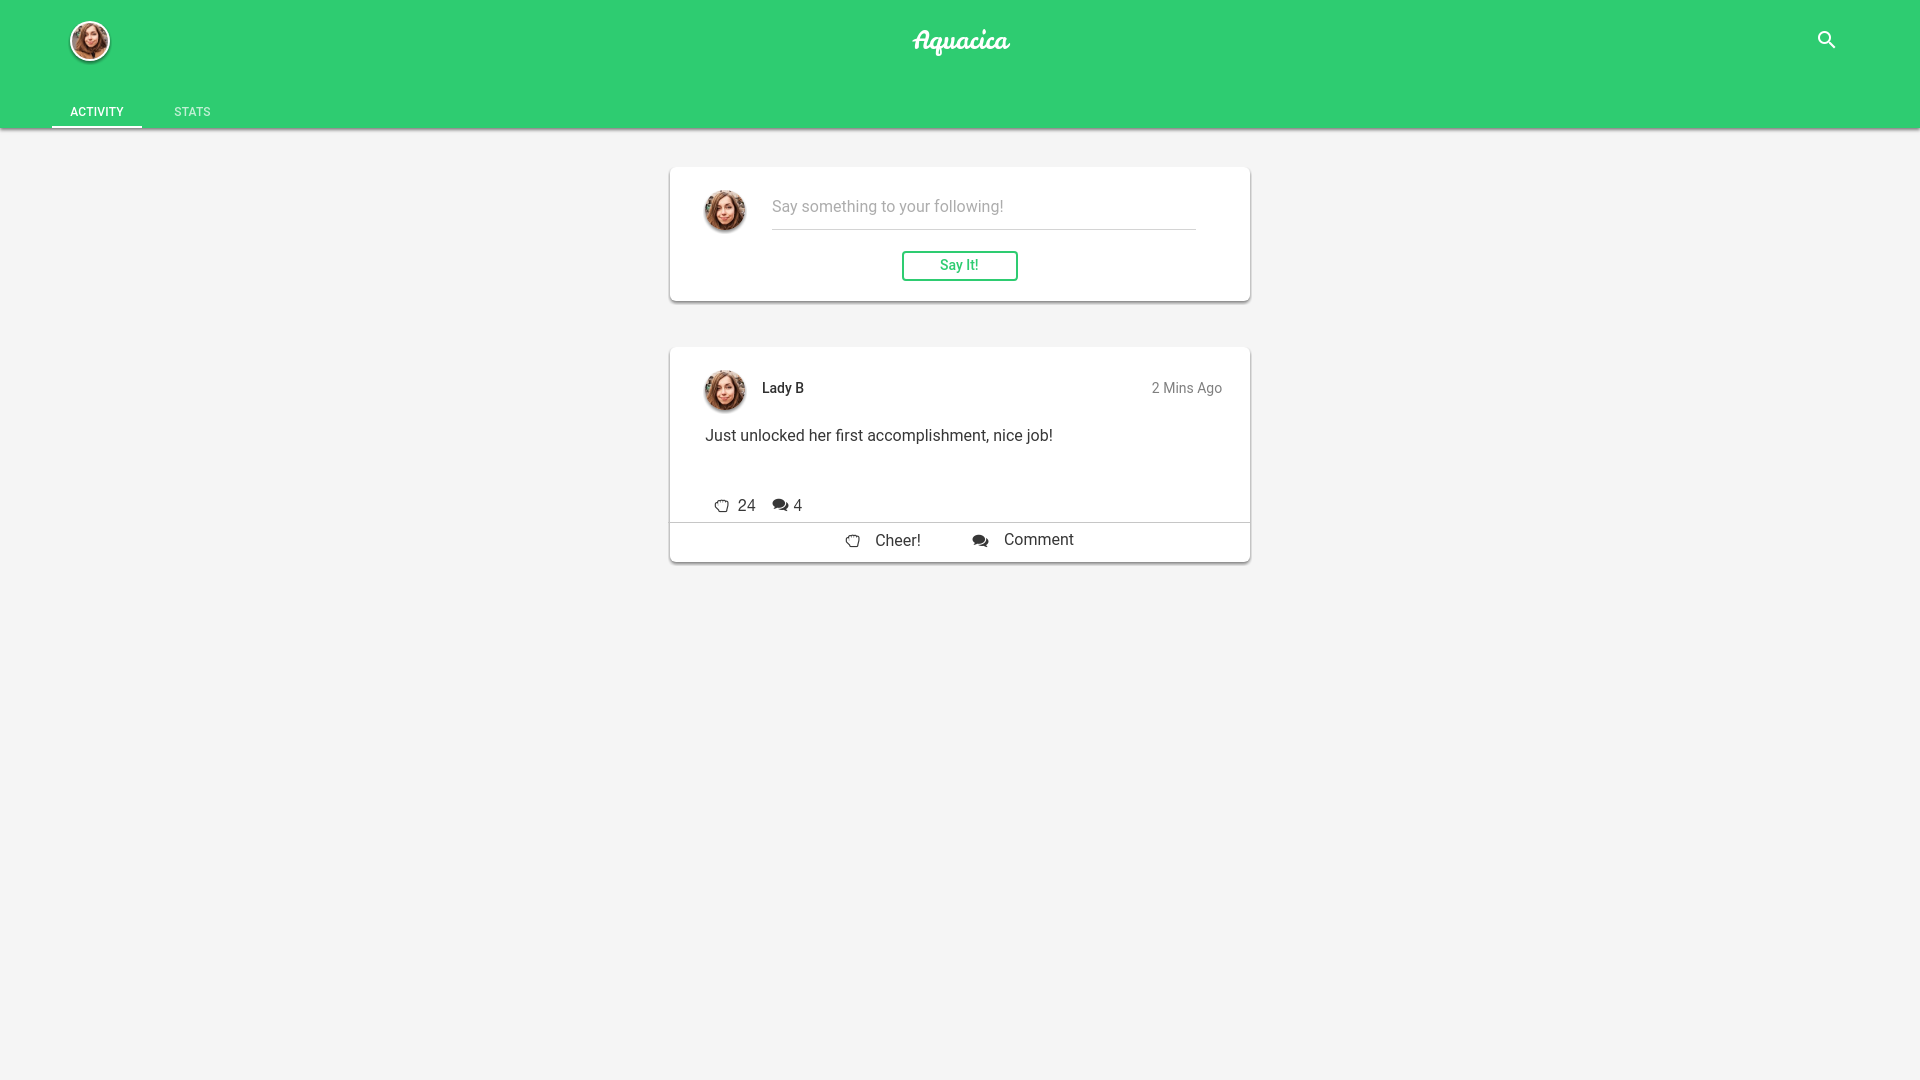 Aquacica
ACTIVITY STATS
Say something to your following!
Say It!
Lady B 2 Mins Ago
Just unlocked her first accomplishment, nice job!
24 4
Cheer! Comment